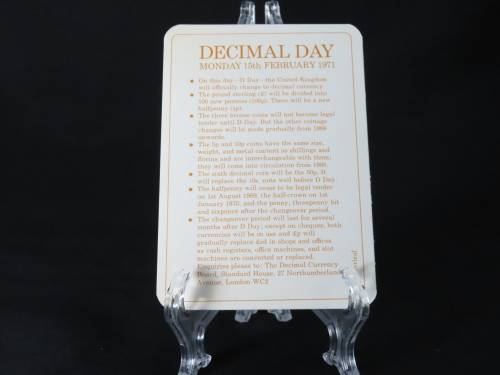 DECIMAL DAY
MONDAY 15th FEBRUARY 1971
• On this day—D Day—the United Kingdom
will officially change to decimal currency.
• The pound sterling (£) will be divided into
100 new pennies (100p). There will be a new
halfpenny (½p).
• The three bronze coins will not become legal
tender until D Day. But the other coinage
changes will be made gradually from 1968
onwards.
• The 5p and 10p coins have the same size,
weight, and metal content as shillings and
florins and are interchangeable with them;
they will come into circulation from 1968.
• The sixth decimal coin will be the 50p. It
will replace the 10s. note well before D Day.
• The halfpenny will cease to be legal tender
on 1st August 1969, the half-crown on 1st
January 1970, and the penny, threepenny bit
and sixpence after the changeover period.
• The changeover period will last for several
months after D Day; except on cheques, both
currencies will be in use and £p will
gradually replace £sd in shops and offices
as cash registers, office machines, and slot
machines are converted or replaced.
Enquiries please to: The Decimal Currency
Board, Standard House, 27 Northumberland
Avenue, London WC2